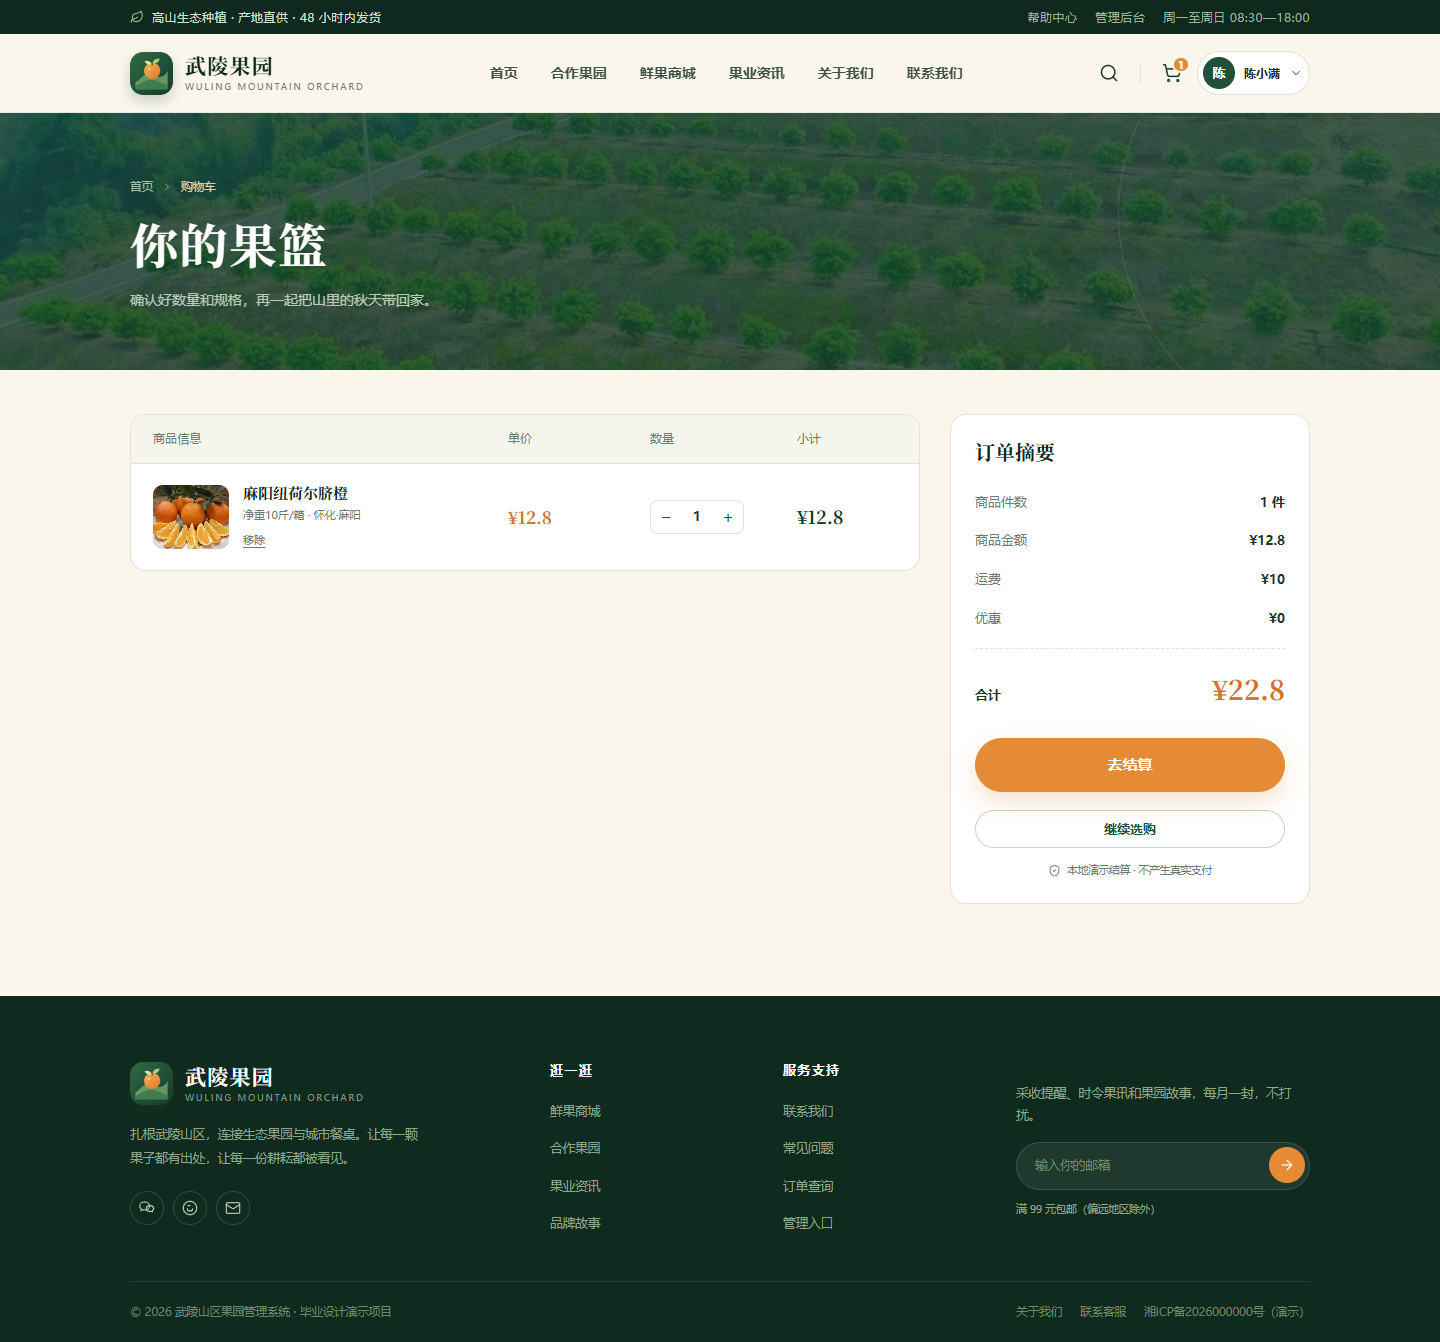 高山生态种植 · 产地直供 · 48 小时内发货
帮助中心
管理后台
周一至周日 08:30—18:00
武陵果园
WULING MOUNTAIN ORCHARD
首页
合作果园
鲜果商城
果业资讯
关于我们
联系我们
1
陈
陈小满
首页 > 购物车
你的果篮
确认好数量和规格，再一起把山里的秋天带回家。
商品信息
单价
数量
小计
麻阳纽荷尔脐橙
净重10斤/箱 · 怀化·麻阳
移除
¥12.8
− 1 +
¥12.8
订单摘要
商品件数 1 件
商品金额 ¥12.8
运费 ¥10
优惠 ¥0
合计 ¥22.8
去结算
继续选购
本地演示结算 · 不产生真实支付
武陵果园
WULING MOUNTAIN ORCHARD
扎根武陵山区，连接生态果园与城市餐桌。让每一颗
果子都有出处，让每一份耕耘都被看见。
逛一逛
鲜果商城
合作果园
果业资讯
品牌故事
服务支持
联系我们
常见问题
订单查询
管理入口
采收提醒、时令果讯和果园故事，每月一封，不打
扰。
输入你的邮箱
满 99 元包邮（偏远地区除外）
© 2026 武陵山区果园管理系统 · 毕业设计演示项目
关于我们
联系客服
湘ICP备2026000000号（演示）